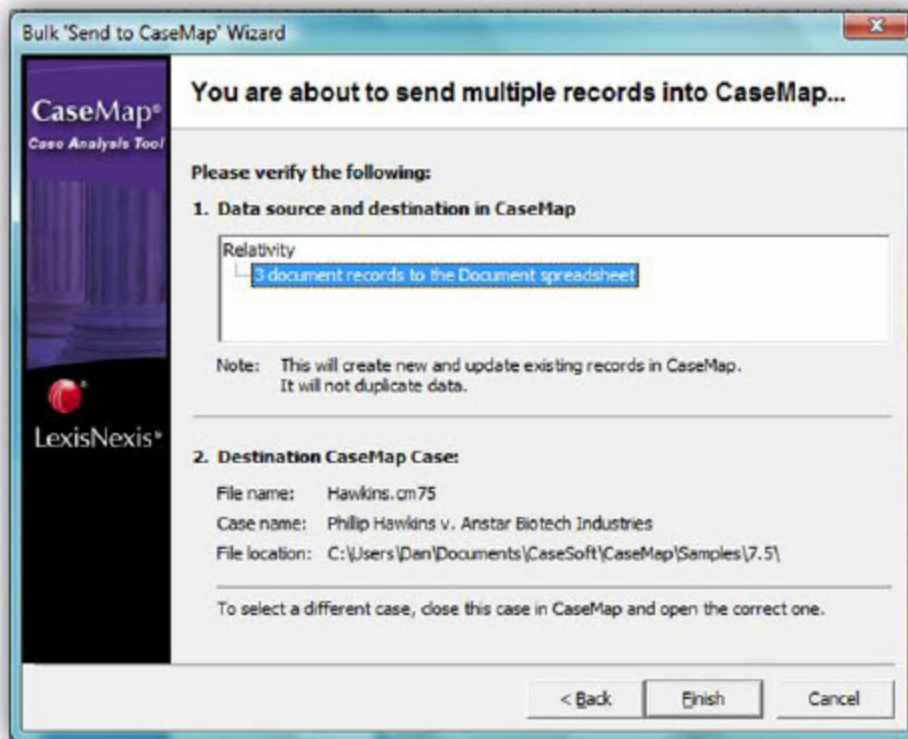 Bulk 'Send to CaseMap' Wizard
CaseMap®
Case Analysis Tool
LexisNexis®
You are about to send multiple records into CaseMap...
Please verify the following:
1. Data source and destination in CaseMap
Relativity
3 document records to the Document spreadsheet
Note: This will create new and update existing records in CaseMap.
It will not duplicate data.
2. Destination CaseMap Case:
File name: Hawkins.cm75
Case name: Phillip Hawkins v. Anstar Biotech Industries
File location: C:\Users\Dan\Documents\CaseSoft\CaseMap\Samples\7.5\
To select a different case, close this case in CaseMap and open the correct one.
< Back
Finish
Cancel